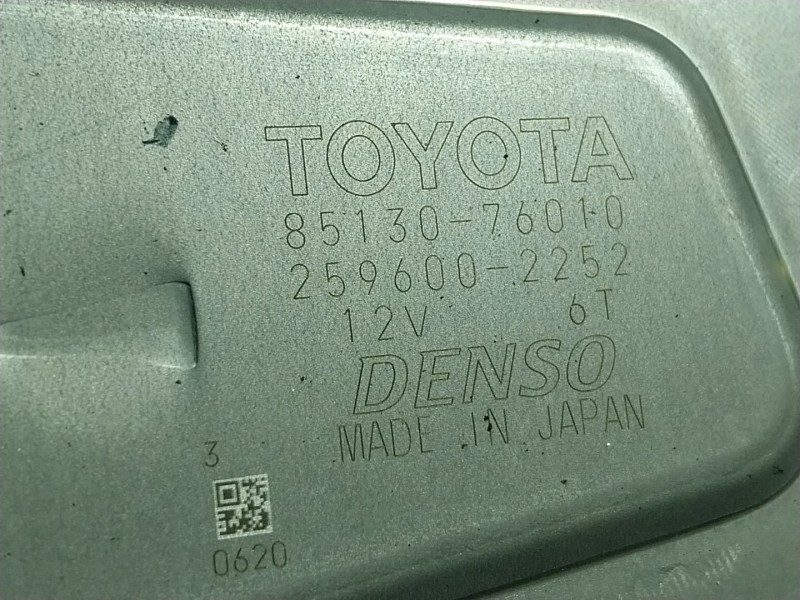 TOYOTA
85130-76010
259600-2252
12V 6T
DENSO
MADE IN JAPAN
3
0620